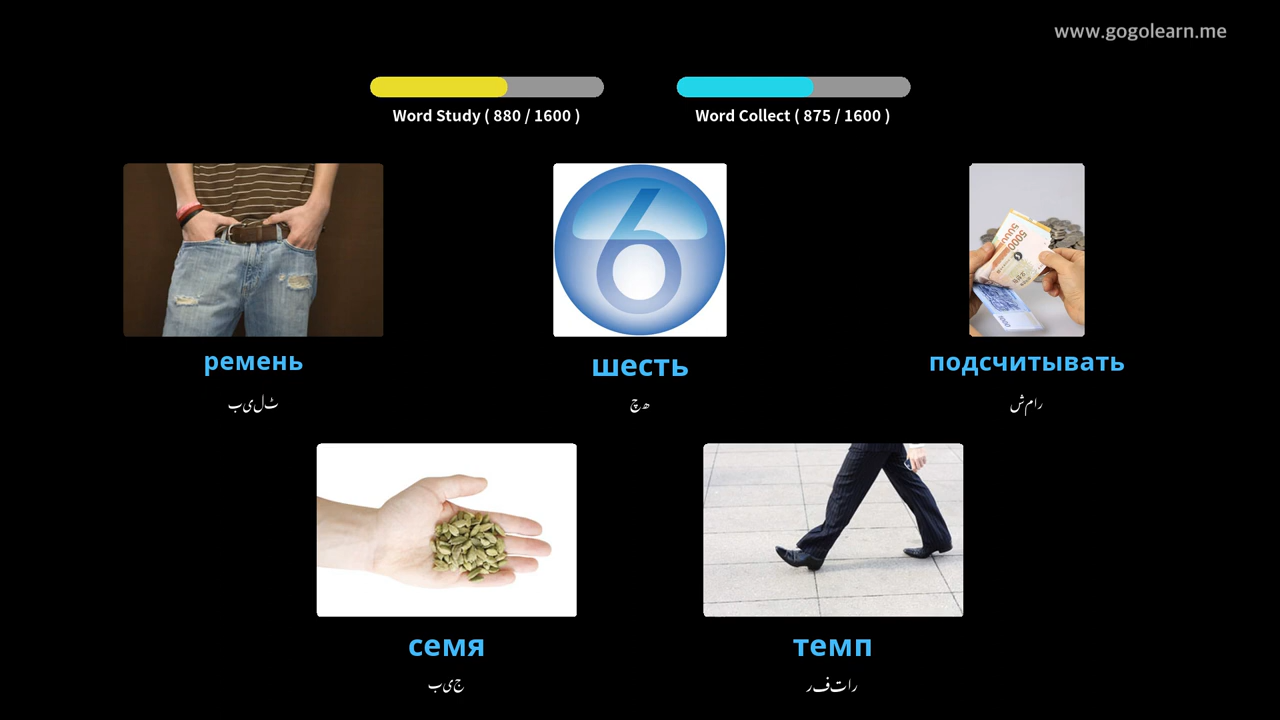 www.gogolearn.me
Word Study ( 880 / 1600 )
Word Collect ( 875 / 1600 )
ремень
بیلٹ
шесть
چھ
подсчитывать
شمار
семя
بیج
темп
رفتار